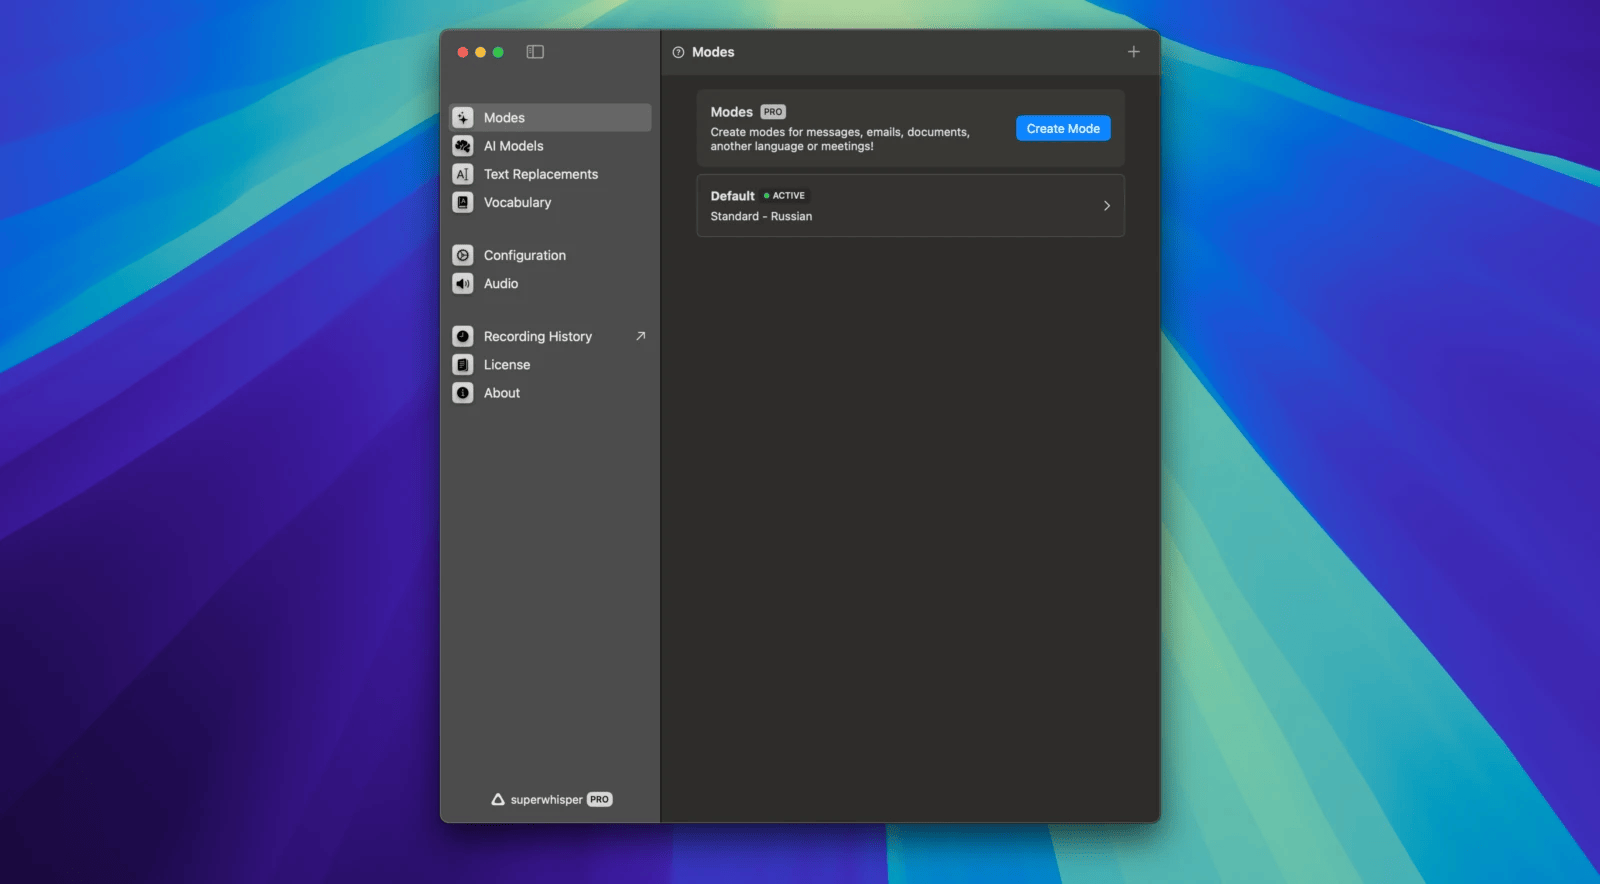 Modes
AI Models
Text Replacements
Vocabulary
Configuration
Audio
Recording History
License
About
superwhisper PRO
Modes
Modes PRO
Create modes for messages, emails, documents,
another language or meetings!
Create Mode
Default ACTIVE
Standard - Russian